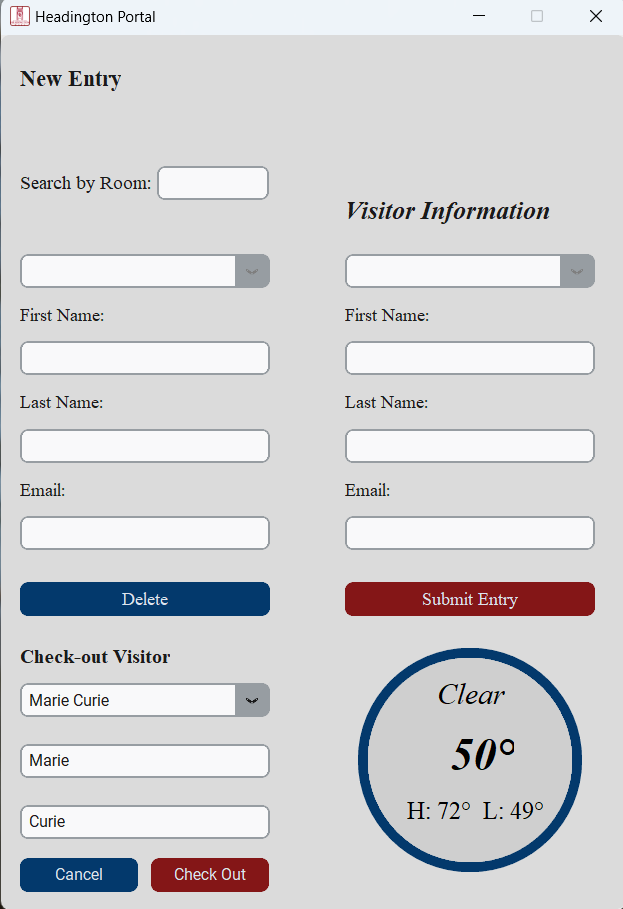 Headington Portal
New Entry
Search by Room:
Visitor Information
First Name:
First Name:
Last Name:
Last Name:
Email:
Email:
Delete
Submit Entry
Check-out Visitor
Marie Curie
Marie
Curie
Cancel
Check Out
Clear
50°
H: 72° L: 49°